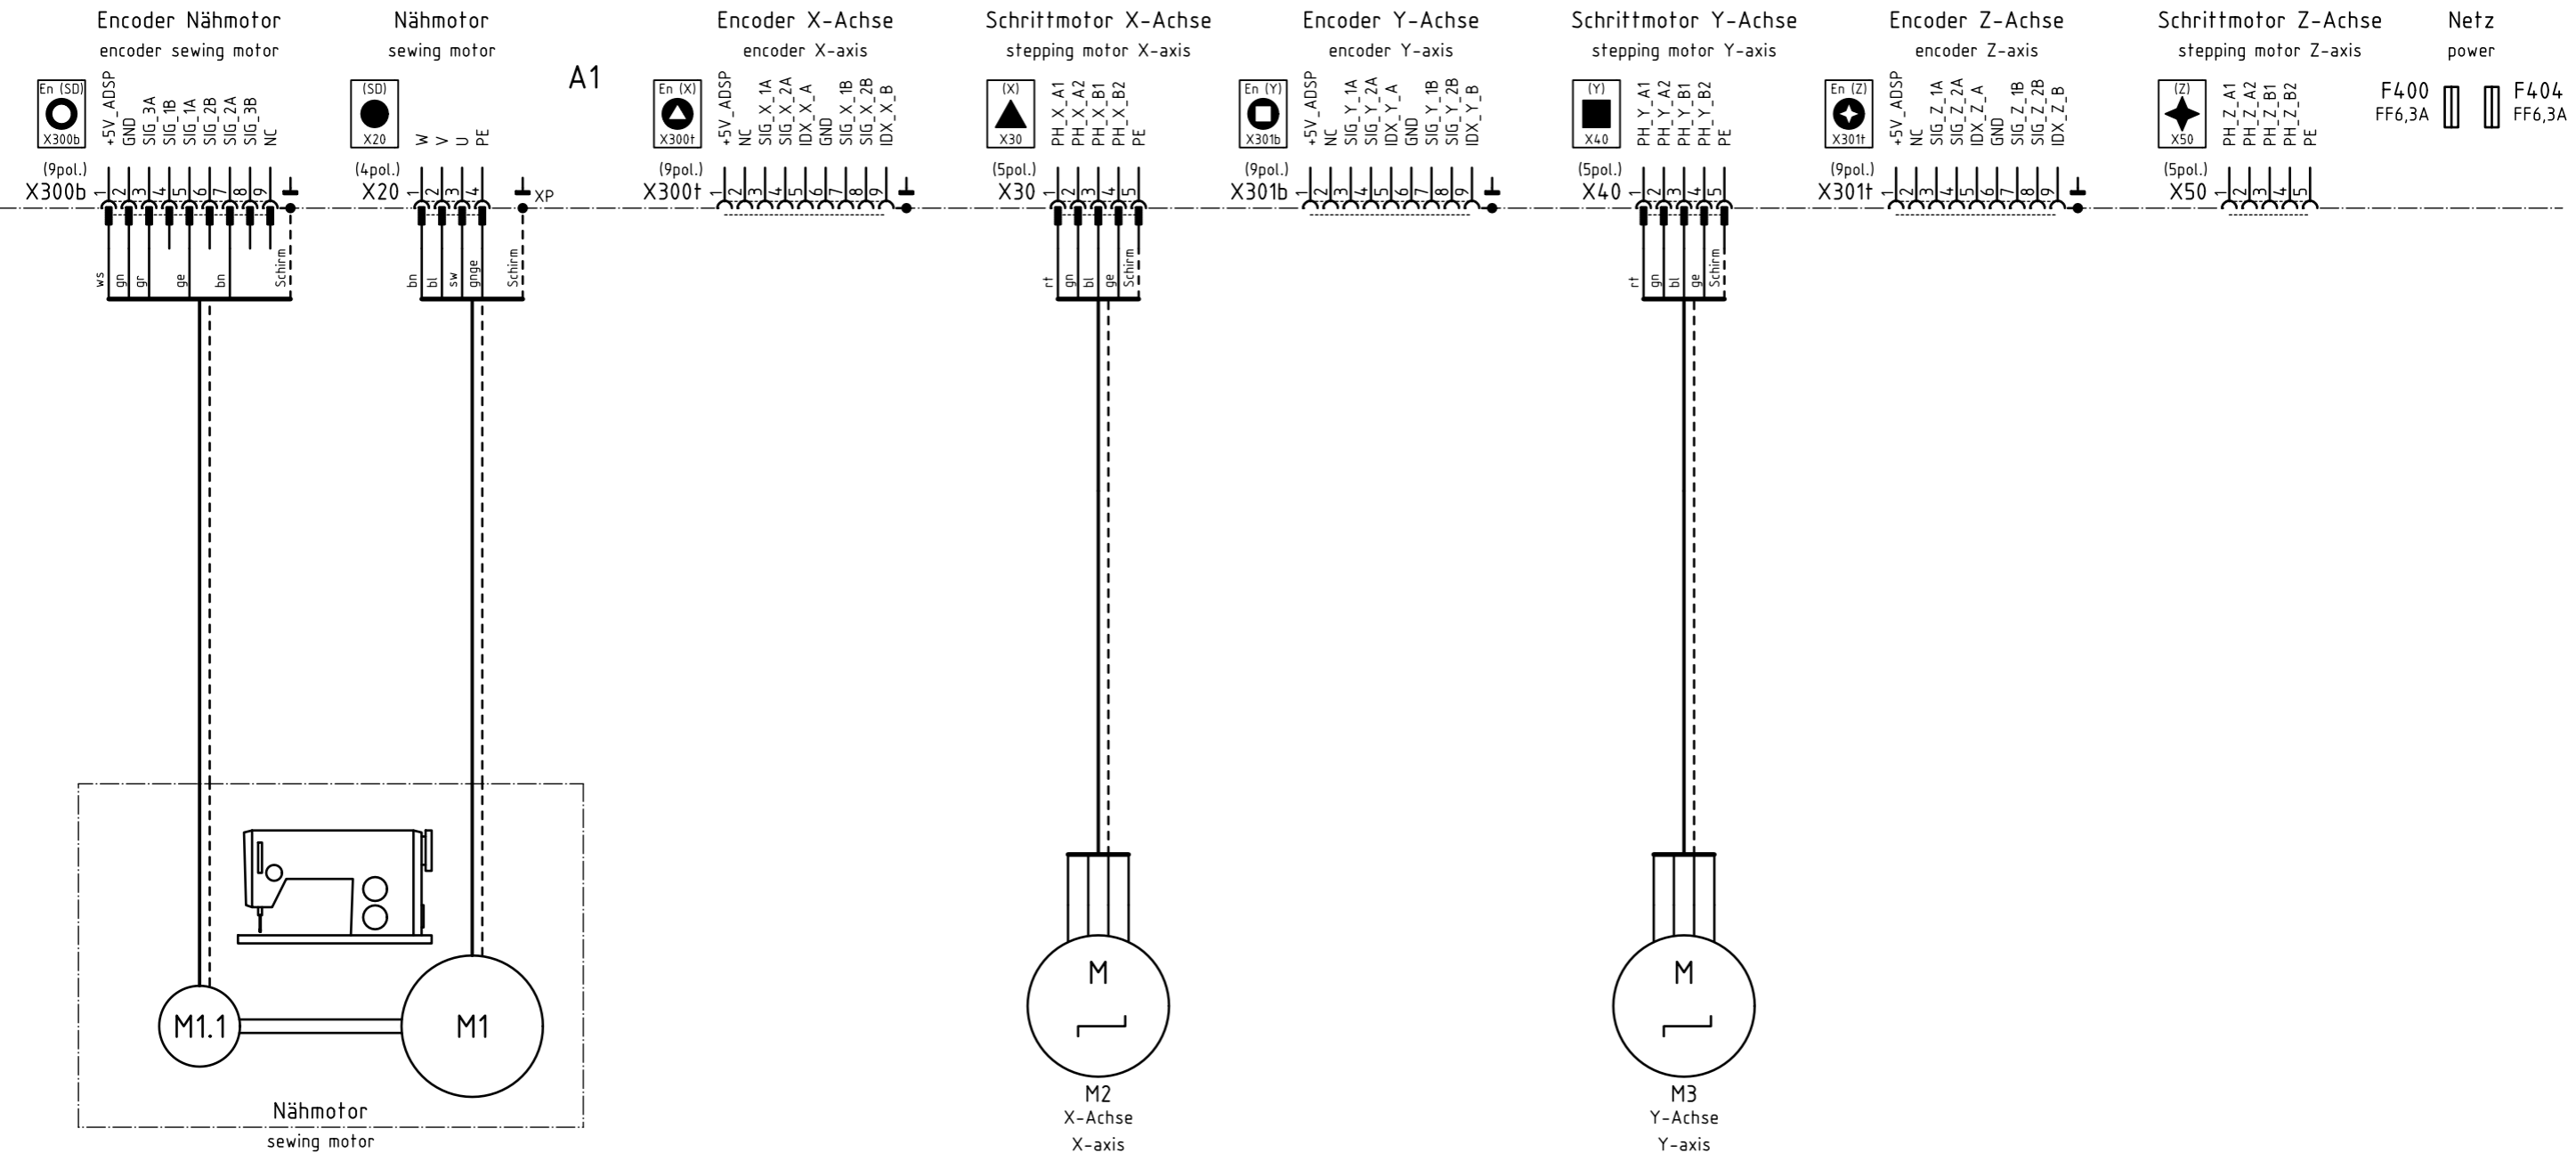 Encoder Nähmotor
encoder sewing motor
En (SD)
X300b
(9pol.)
X300b
+5V_ADSP
GND
SIG_3A
SIG_1B
SIG_1A
SIG_2B
SIG_2A
SIG_3B
NC
1 2 3 4 5 6 7 8 9
ws gn gr ge bn Schirm
Nähmotor
sewing motor
(SD)
X20
(4pol.)
X20
W
V
U
PE
1 2 3 4
XP
bn bl sw gnge Schirm
A1
Encoder X-Achse
encoder X-axis
En (X)
X300t
(9pol.)
X300t
+5V_ADSP
NC
SIG_X_1A
SIG_X_2A
IDX_X_A
GND
SIG_X_1B
SIG_X_2B
IDX_X_B
1 2 3 4 5 6 7 8 9
Schrittmotor X-Achse
stepping motor X-axis
(X)
X30
(5pol.)
X30
PH_X_A1
PH_X_A2
PH_X_B1
PH_X_B2
PE
1 2 3 4 5
rt gn bl ge Schirm
Encoder Y-Achse
encoder Y-axis
En (Y)
X301b
(9pol.)
X301b
+5V_ADSP
NC
SIG_Y_1A
SIG_Y_2A
IDX_Y_A
GND
SIG_Y_1B
SIG_Y_2B
IDX_Y_B
1 2 3 4 5 6 7 8 9
Schrittmotor Y-Achse
stepping motor Y-axis
(Y)
X40
(5pol.)
X40
PH_Y_A1
PH_Y_A2
PH_Y_B1
PH_Y_B2
PE
1 2 3 4 5
rt gn bl ge Schirm
Encoder Z-Achse
encoder Z-axis
En (Z)
X301t
(9pol.)
X301t
+5V_ADSP
NC
SIG_Z_1A
SIG_Z_2A
IDX_Z_A
GND
SIG_Z_1B
SIG_Z_2B
IDX_Z_B
1 2 3 4 5 6 7 8 9
Schrittmotor Z-Achse
stepping motor Z-axis
(Z)
X50
(5pol.)
X50
PH_Z_A1
PH_Z_A2
PH_Z_B1
PH_Z_B2
PE
1 2 3 4 5
Netz
power
F400
FF6,3A
F404
FF6,3A
M1.1
M1
Nähmotor
sewing motor
M
M2
X-Achse
X-axis
M
M3
Y-Achse
Y-axis